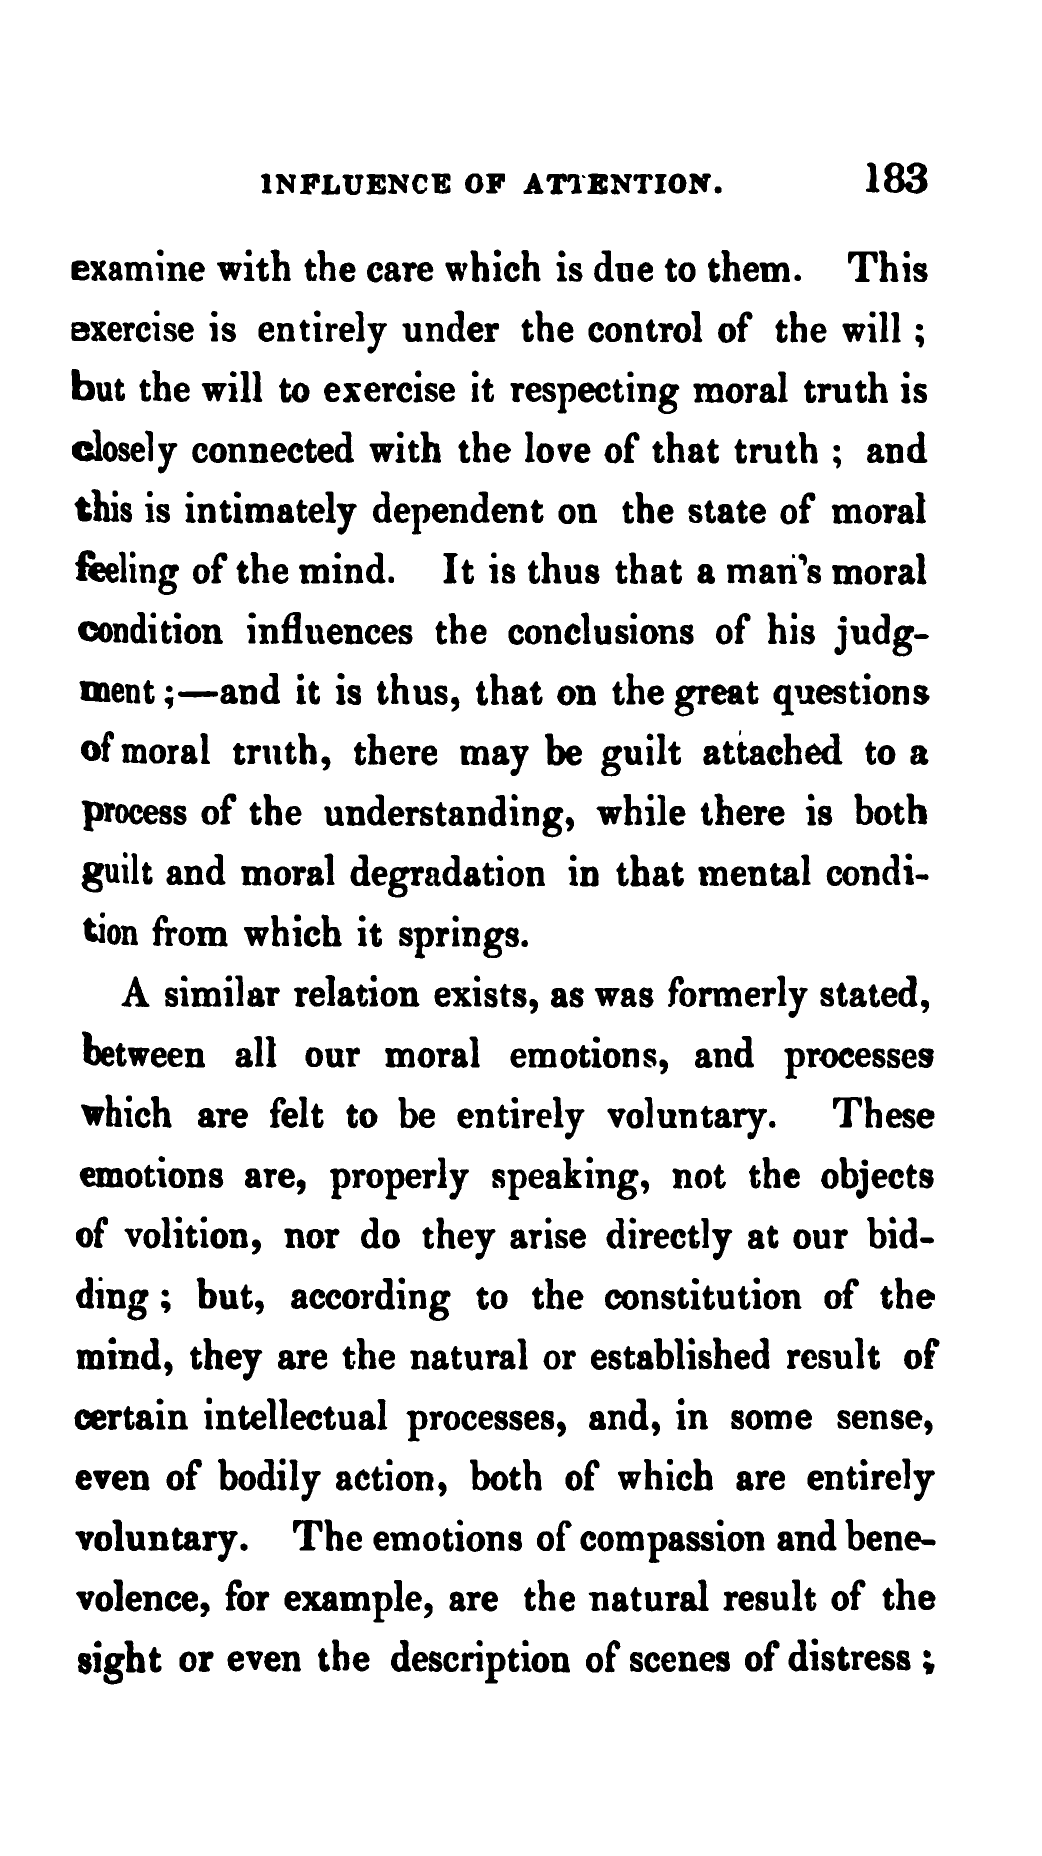 INFLUENCE OF ATTENTION. 183
examine with the care which is due to them. This
exercise is entirely under the control of the will ;
but the will to exercise it respecting moral truth is
closely connected with the love of that truth ; and
this is intimately dependent on the state of moral
feeling of the mind. It is thus that a man's moral
condition influences the conclusions of his judg-
ment ;—and it is thus, that on the great questions
of moral truth, there may be guilt attached to a
process of the understanding, while there is both
guilt and moral degradation in that mental condi-
tion from which it springs.
A similar relation exists, as was formerly stated,
between all our moral emotions, and processes
which are felt to be entirely voluntary. These
emotions are, properly speaking, not the objects
of volition, nor do they arise directly at our bid-
ding ; but, according to the constitution of the
mind, they are the natural or established result of
certain intellectual processes, and, in some sense,
even of bodily action, both of which are entirely
voluntary. The emotions of compassion and bene-
volence, for example, are the natural result of the
sight or even the description of scenes of distress ;